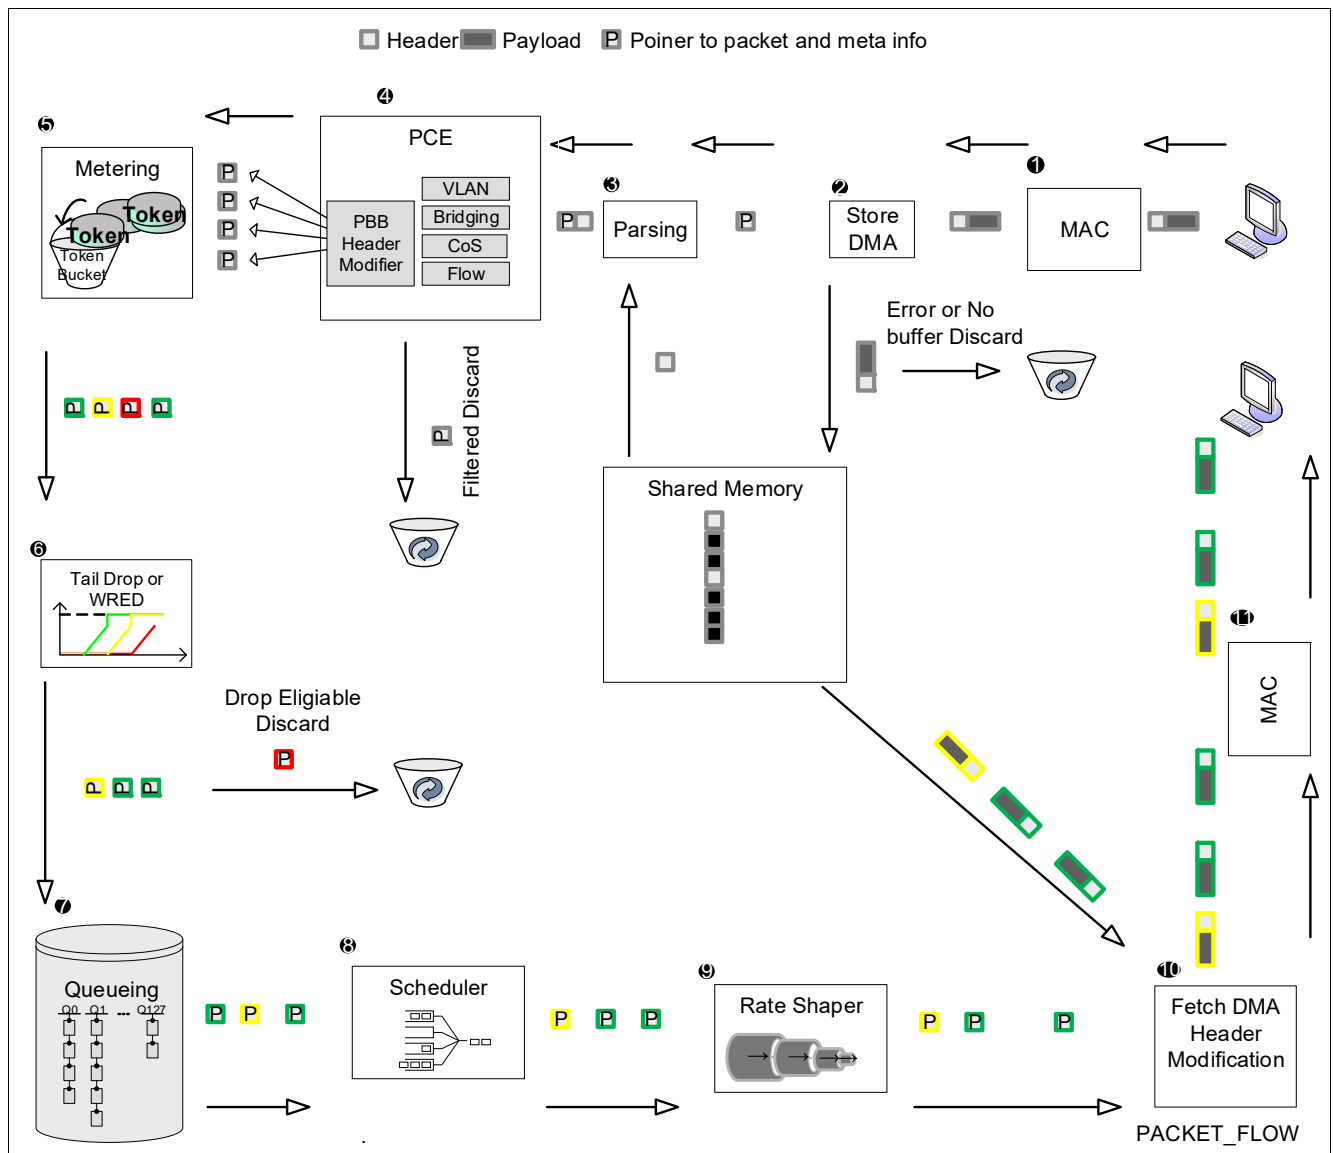 Header Payload P Poiner to packet and meta info
4
PCE
VLAN
Bridging
CoS
Flow
PBB
Header
Modifier
5
Metering
Token
Token
Token
Bucket
P
P
P
P
3
Parsing
P
P
2
Store
DMA
1
MAC
Error or No
buffer Discard
P P P P
P
Filtered Discard
Shared Memory
6
Tail Drop or
WRED
Drop Eligiable
Discard
P
P P P
11
MAC
7
Queueing
Q0 Q1 --- Q127
P P P
8
Scheduler
P P P
9
Rate Shaper
P P P
10
Fetch DMA
Header
Modification
.
PACKET_FLOW